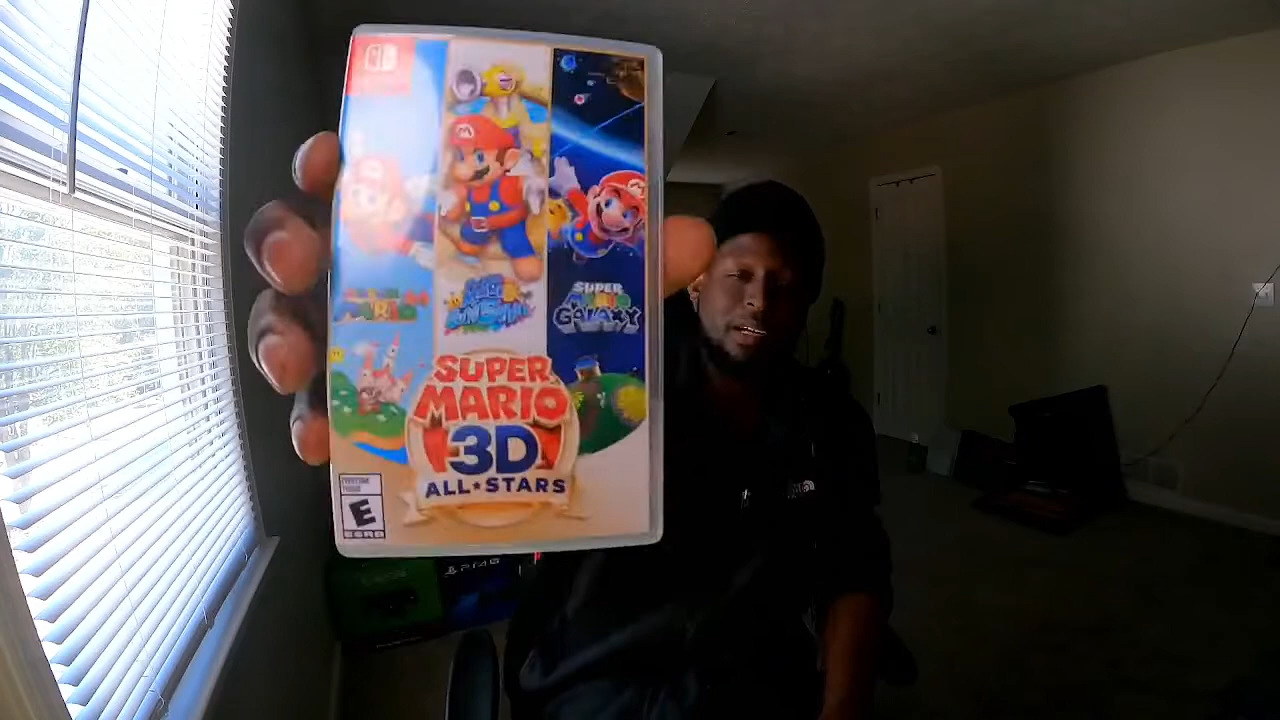 SUPER
MARIO 64
SUPER
MARIO
SUNSHINE
SUPER
MARIO
GALAXY
SUPER
MARIO
3D
ALL★STARS
EVERYONE
E
ESRB